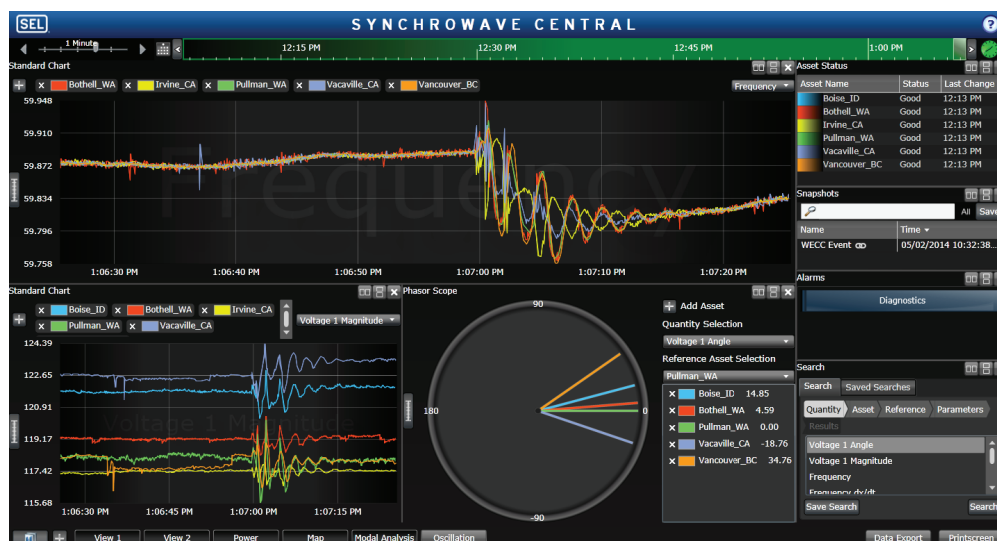 SEL
SYNCHROWAVE CENTRAL
?
1 Minute
12:15 PM 12:30 PM 12:45 PM 1:00 PM
Standard Chart
x Bothell_WA x Irvine_CA x Pullman_WA x Vacaville_CA x Vancouver_BC
Frequency
59.948
59.910
59.872
59.834
59.796
59.758
Frequency
1:06:30 PM 1:06:40 PM 1:06:50 PM 1:07:00 PM 1:07:10 PM 1:07:20 PM
Asset Status
Asset Name Status Last Change
Boise_ID Good 12:13 PM
Bothell_WA Good 12:13 PM
Irvine_CA Good 12:13 PM
Pullman_WA Good 12:13 PM
Vacaville_CA Good 12:13 PM
Vancouver_BC Good 12:13 PM
Snapshots
All Save
Name Time
WECC Event 05/02/2014 10:32:38...
Alarms
Diagnostics
Standard Chart
x Boise_ID x Bothell_WA x Irvine_CA
x Pullman_WA x Vacaville_CA
Voltage 1 Magnitude
124.39
122.65
120.91
119.17
117.42
115.68
Voltage 1 Magnitude
1:06:30 PM 1:06:45 PM 1:07:00 PM 1:07:15 PM
Phasor Scope
90
180
0
-90
Add Asset
Quantity Selection
Voltage 1 Angle
Reference Asset Selection
Pullman_WA
x Boise_ID 14.85
x Bothell_WA 4.59
x Pullman_WA 0.00
x Vacaville_CA -18.76
x Vancouver_BC 34.76
Search
Search Saved Searches
Quantity Asset Reference Parameters
Results
Voltage 1 Angle
Voltage 1 Magnitude
Frequency
Frequency dx/dt
Save Search Search
View 1 View 2 Power Map Modal Analysis Oscillation
Data Export Printscreen